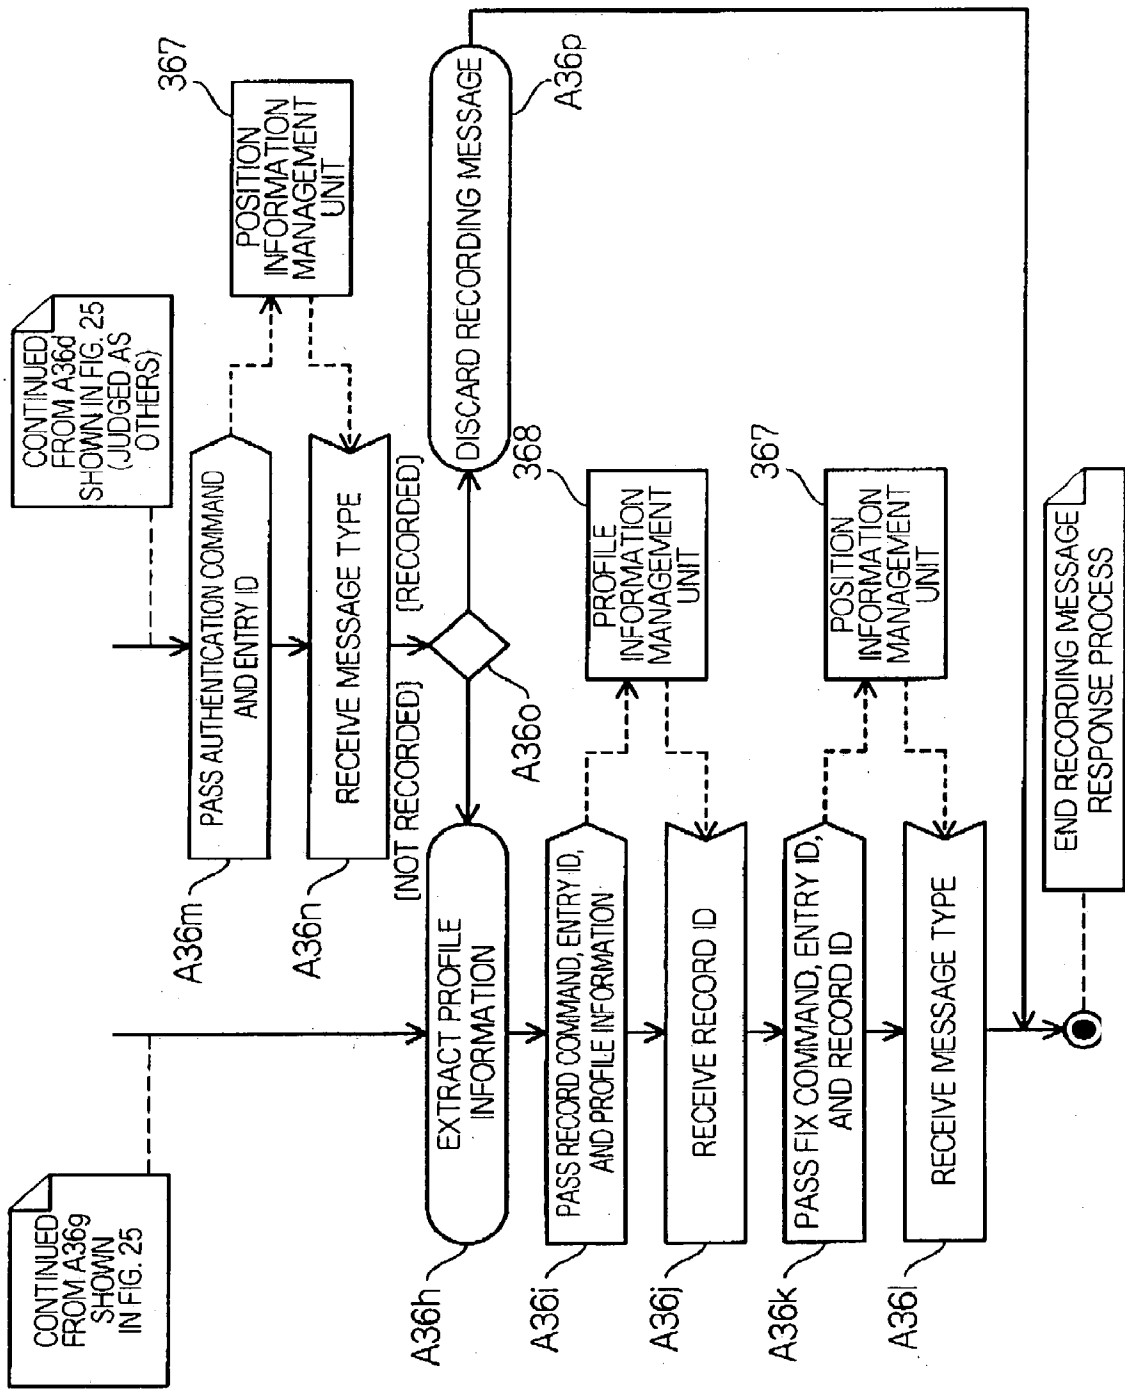 CONTINUED
FROM A36g
SHOWN
IN FIG. 25
CONTINUED
FROM A36d
SHOWN IN FIG. 25
(JUDGED AS
OTHERS)
A36m
PASS AUTHENTICATION COMMAND
AND ENTRY ID
367
POSITION
INFORMATION
MANAGEMENT
UNIT
A36n
RECEIVE MESSAGE TYPE
[NOT RECORDED]
[RECORDED]
A36o
DISCARD RECORDING MESSAGE
A36p
A36h
EXTRACT PROFILE
INFORMATION
A36i
PASS RECORD COMMAND, ENTRY ID,
AND PROFILE INFORMATION
368
PROFILE
INFORMATION
MANAGEMENT
UNIT
A36j
RECEIVE RECORD ID
A36k
PASS FIX COMMAND, ENTRY ID,
AND RECORD ID
367
POSITION
INFORMATION
MANAGEMENT
UNIT
A36l
RECEIVE MESSAGE TYPE
END RECORDING MESSAGE
RESPONSE PROCESS